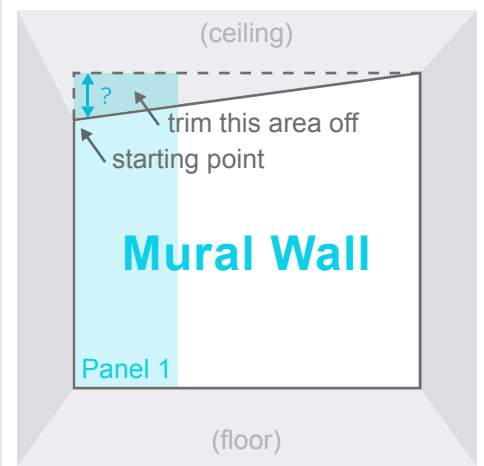 (ceiling)
?
trim this area off
starting point
Mural Wall
Panel 1
(floor)